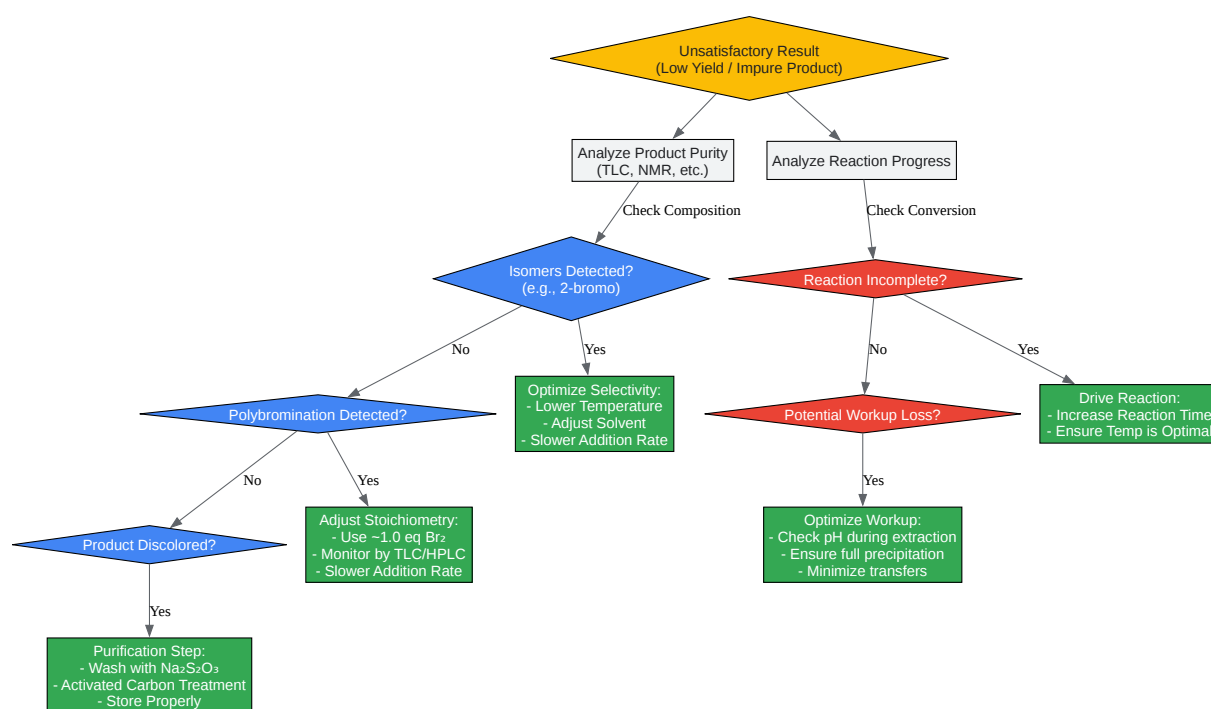 Unsatisfactory Result
(Low Yield / Impure Product)
Analyze Product Purity
(TLC, NMR, etc.)
Analyze Reaction Progress
Check Composition
Check Conversion
Isomers Detected?
(e.g., 2-bromo)
Reaction Incomplete?
No
Yes
No
Yes
Optimize Selectivity:
- Lower Temperature
- Adjust Solvent
- Slower Addition Rate
Drive Reaction:
- Increase Reaction Time
- Ensure Temp is Optimal
Polybromination Detected?
Potential Workup Loss?
No
Yes
Yes
Adjust Stoichiometry:
- Use ~1.0 eq Br₂
- Monitor by TLC/HPLC
- Slower Addition Rate
Optimize Workup:
- Check pH during extraction
- Ensure full precipitation
- Minimize transfers
Product Discolored?
Yes
Purification Step:
- Wash with Na₂S₂O₃
- Activated Carbon Treatment
- Store Properly